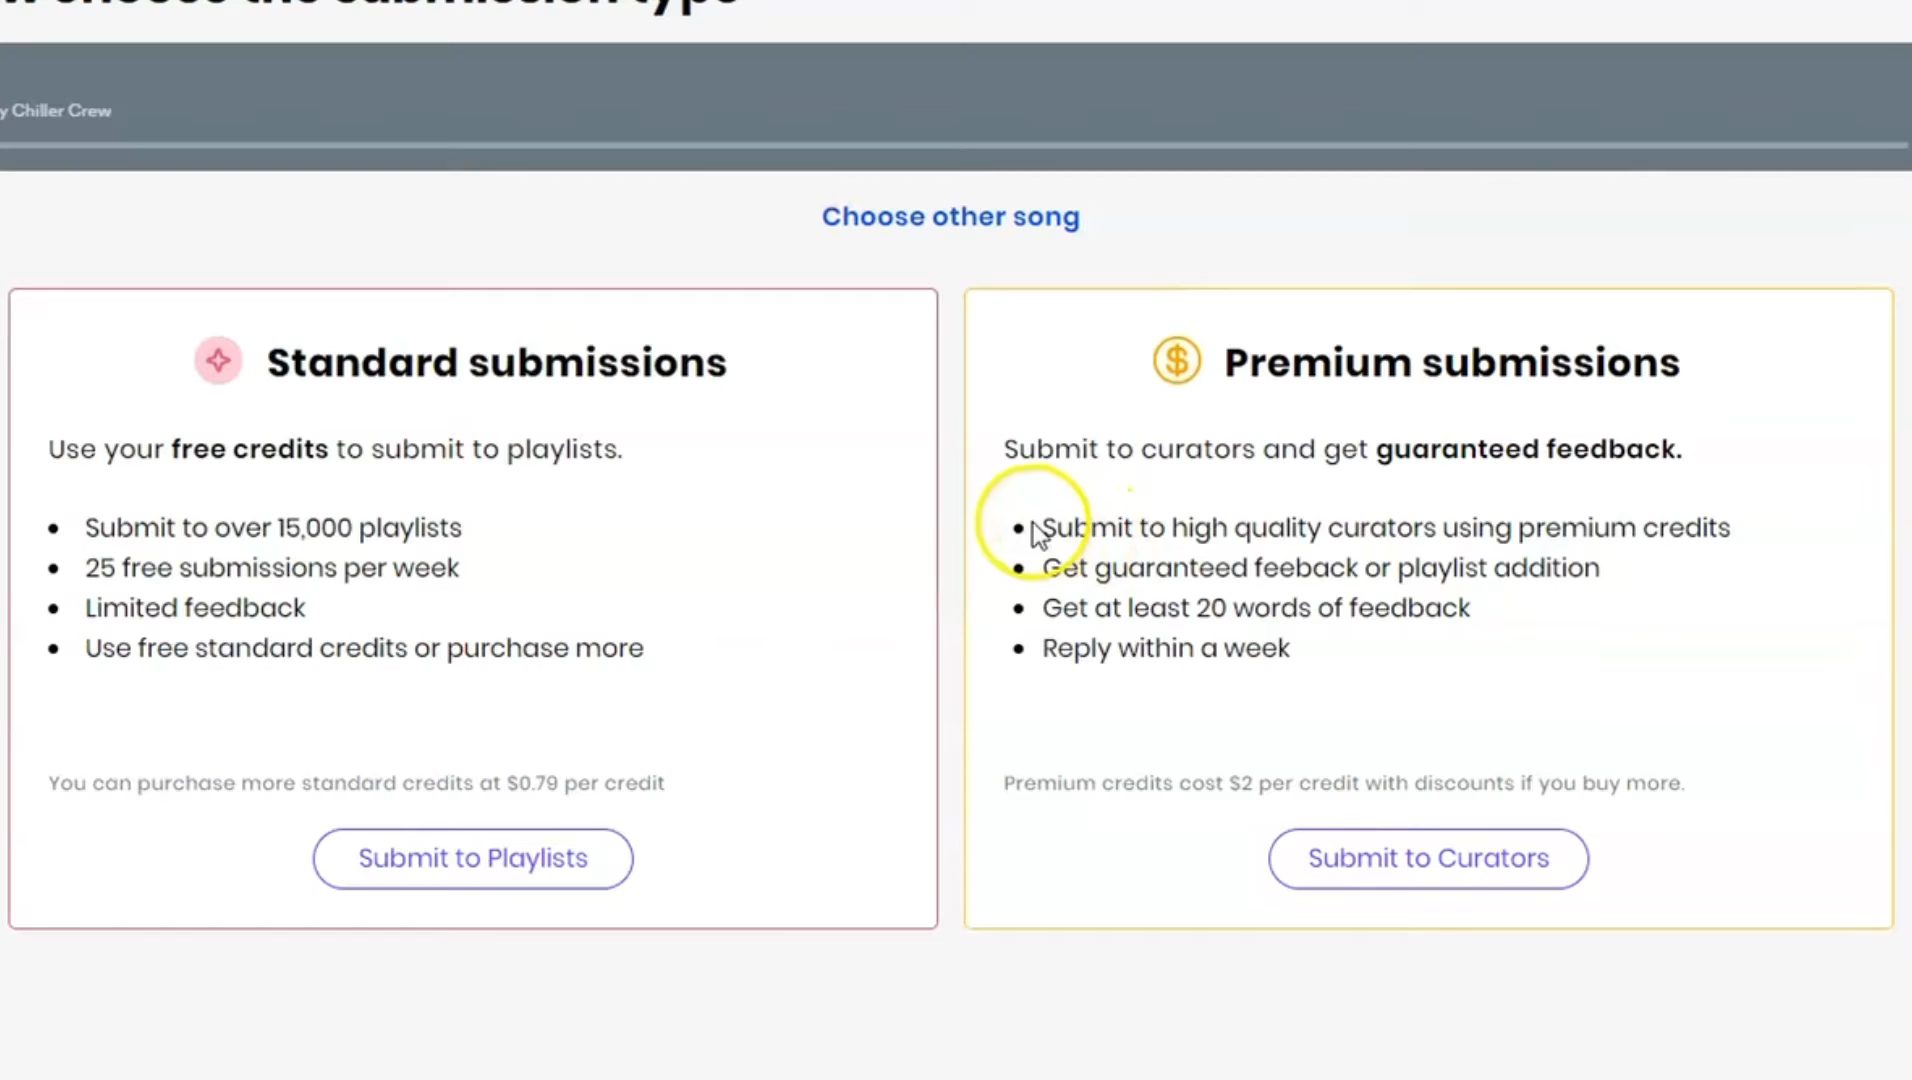 choose the submission type
y Chiller Crew
Choose other song
Standard submissions
Use your free credits to submit to playlists.
• Submit to over 15,000 playlists
• 25 free submissions per week
• Limited feedback
• Use free standard credits or purchase more
You can purchase more standard credits at $0.79 per credit
Submit to Playlists
Premium submissions
Submit to curators and get guaranteed feedback.
• Submit to high quality curators using premium credits
• Get guaranteed feeback or playlist addition
• Get at least 20 words of feedback
• Reply within a week
Premium credits cost $2 per credit with discounts if you buy more.
Submit to Curators